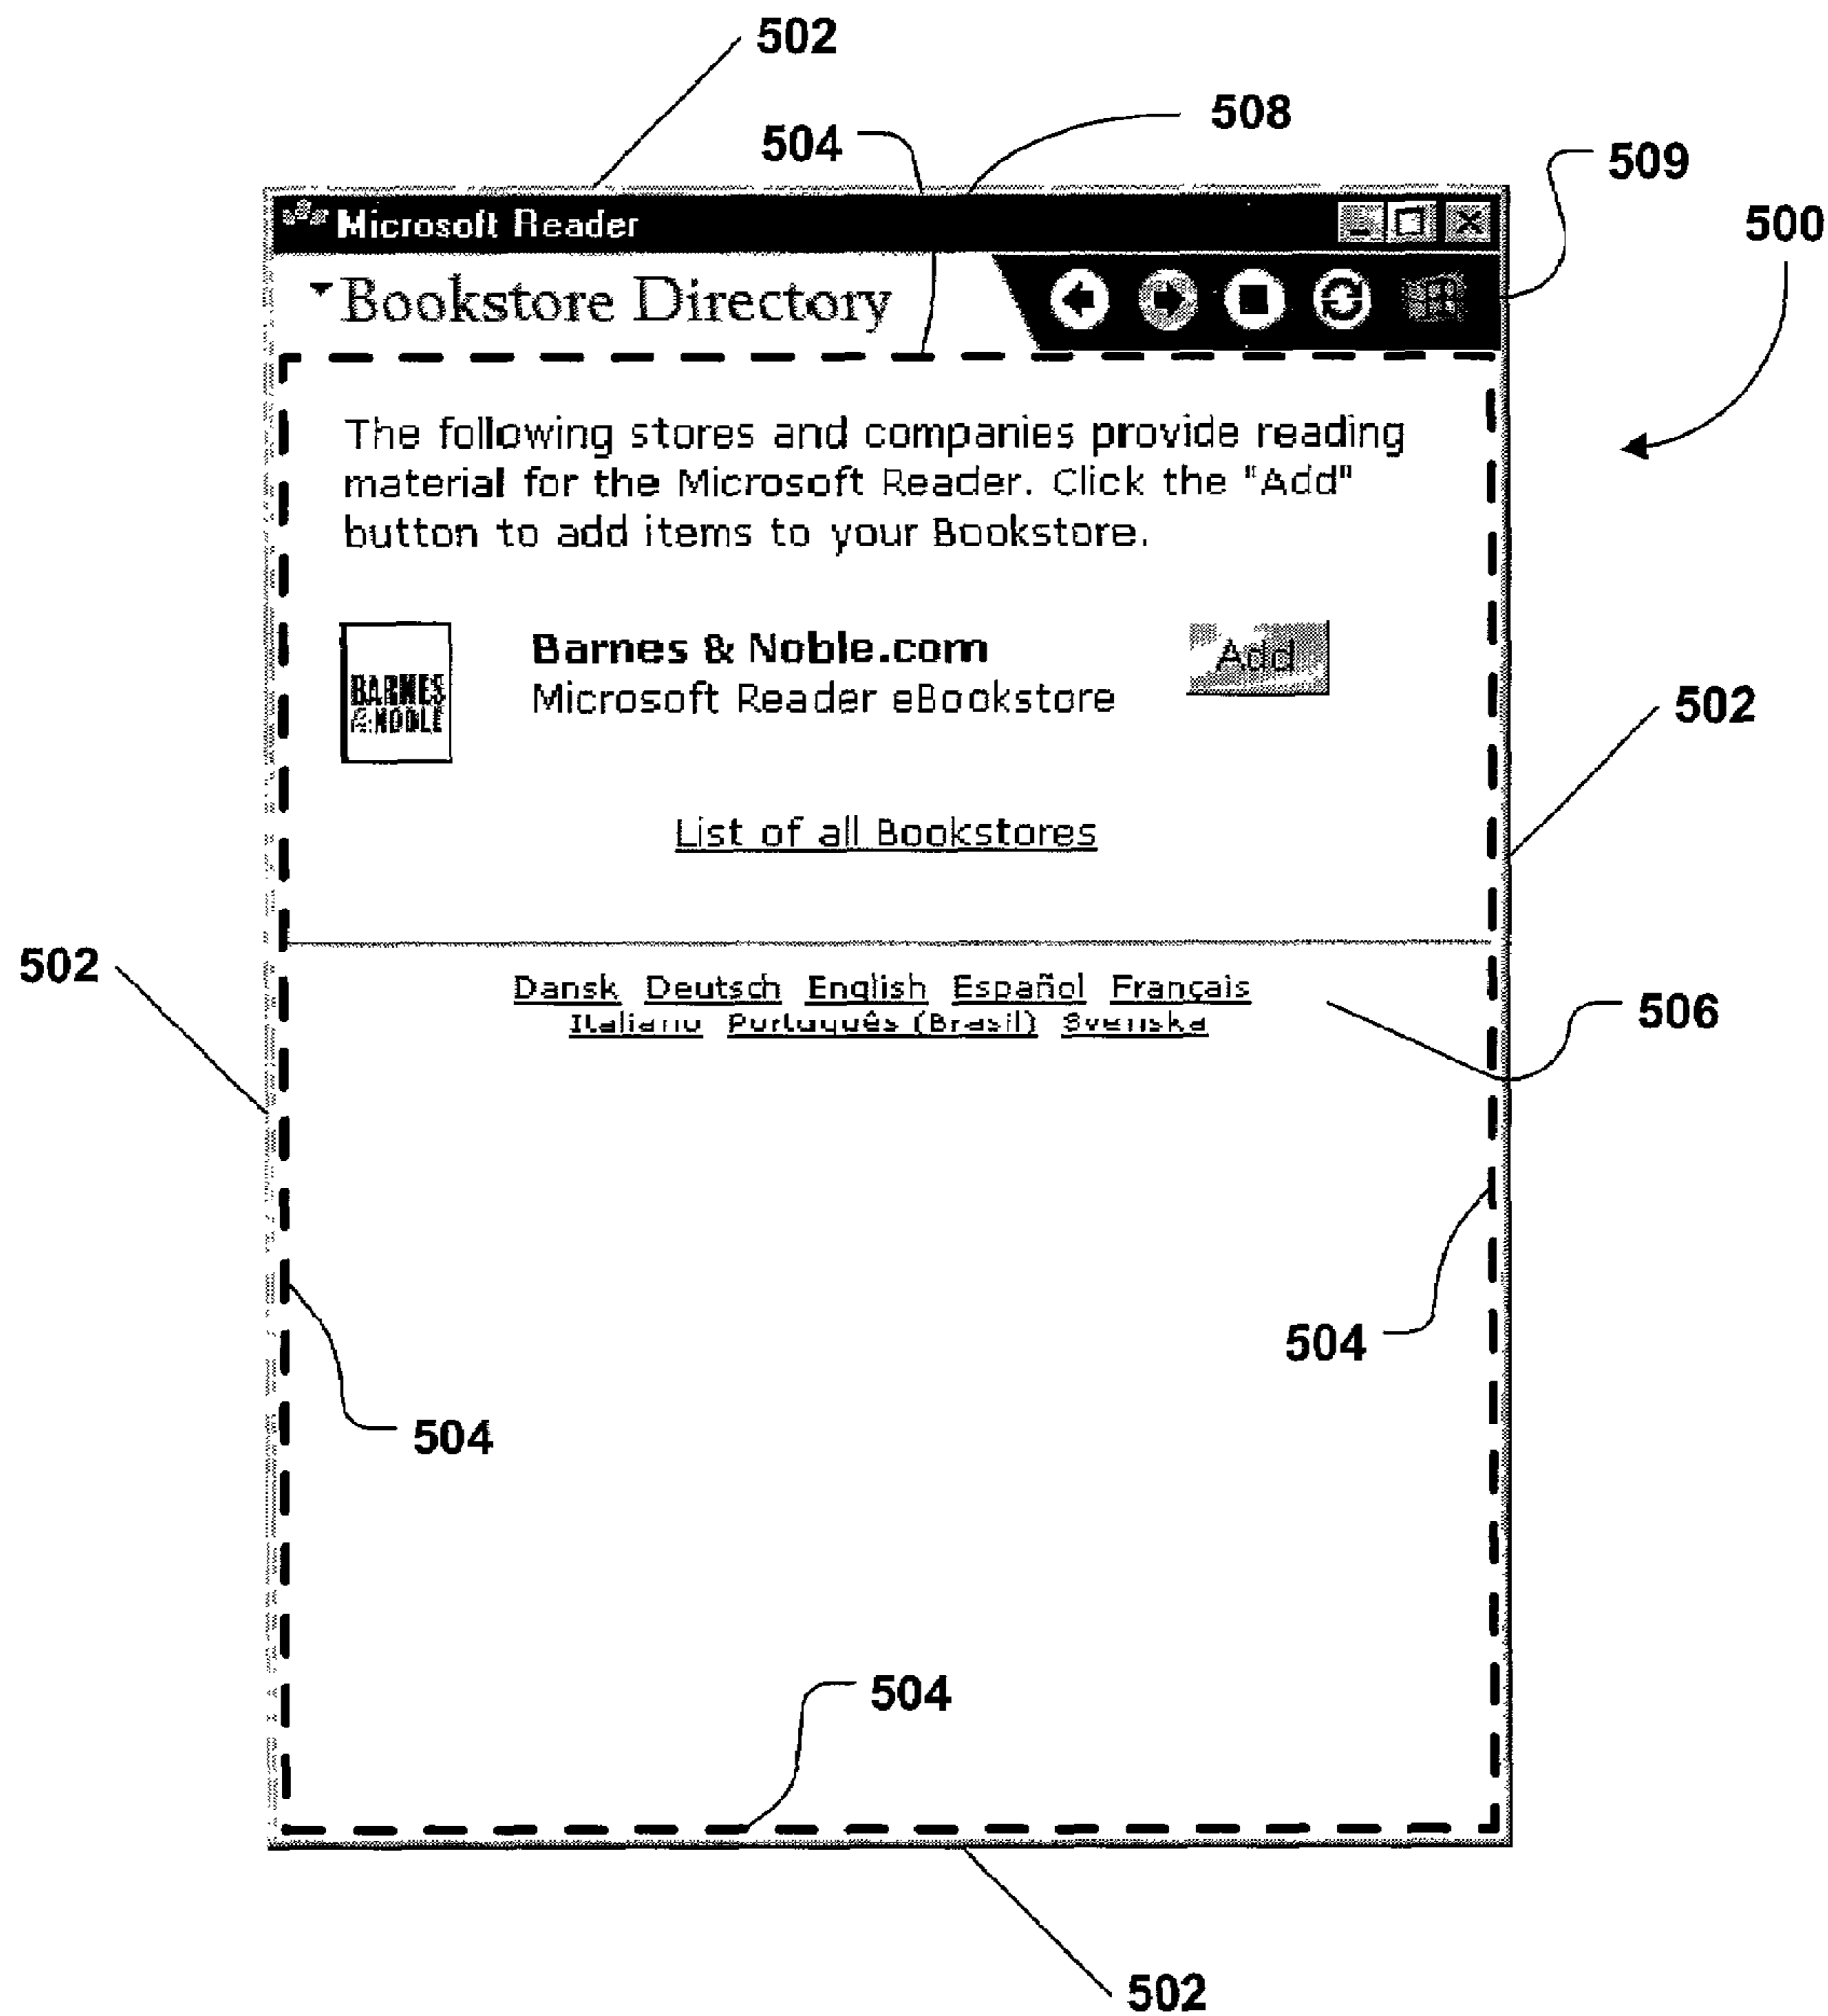 502
504
508
509
500
Microsoft Reader
Bookstore Directory
The following stores and companies provide reading
material for the Microsoft Reader. Click the "Add"
button to add items to your Bookstore.
BARNES
&NOBLE
Barnes & Noble.com
Microsoft Reader eBookstore
Add
502
List of all Bookstores
502
Dansk Deutsch English Español Français
Italiano Português (Brasil) Svenska
506
504
504
504
502